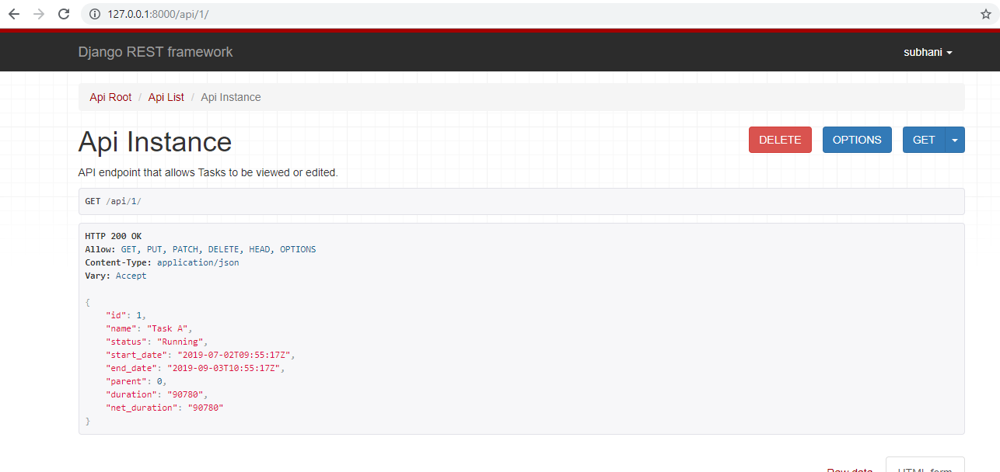 127.0.0.1:8000/api/1/
Django REST framework
subhani
Api Root / Api List / Api Instance
Api Instance
DELETE
OPTIONS
GET
API endpoint that allows Tasks to be viewed or edited.
GET /api/1/
HTTP 200 OK
Allow: GET, PUT, PATCH, DELETE, HEAD, OPTIONS
Content-Type: application/json
Vary: Accept
{
"id": 1,
"name": "Task A",
"status": "Running",
"start_date": "2019-07-02T09:55:17Z",
"end_date": "2019-09-03T10:55:17Z",
"parent": 0,
"duration": "90780",
"net_duration": "90780"
}
Raw data
HTML form